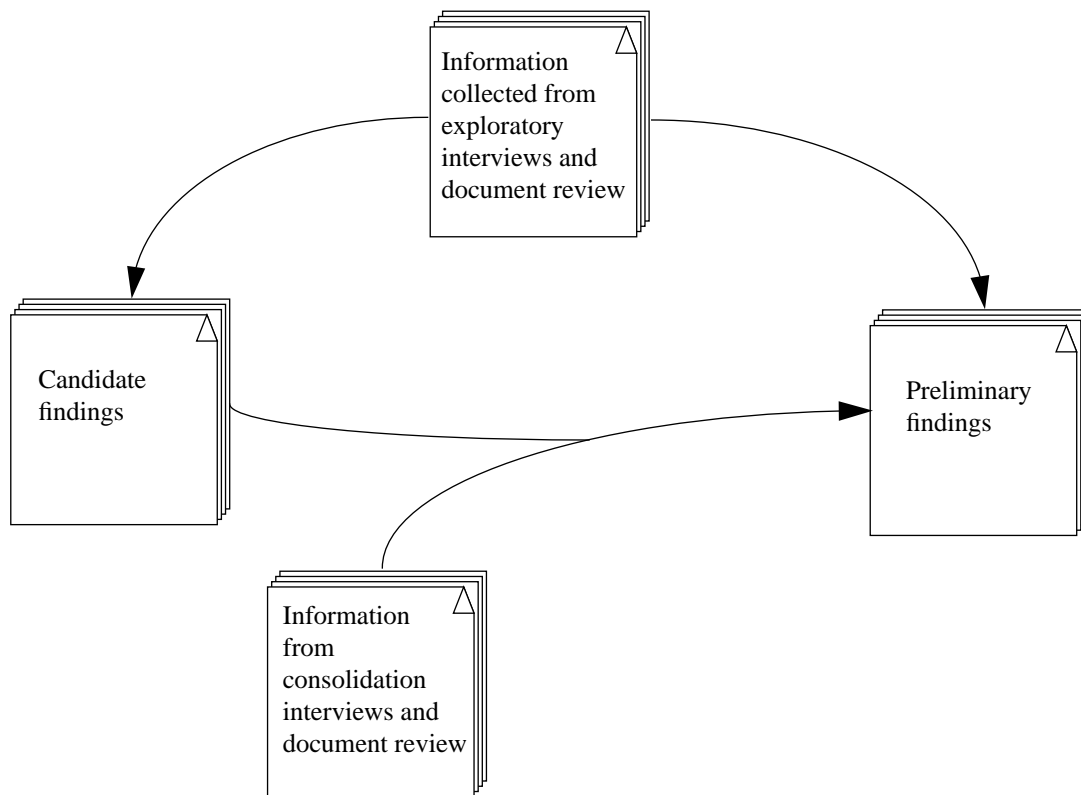 Information
collected from
exploratory
interviews and
document review
Candidate
findings
Preliminary
findings
Information
from
consolidation
interviews and
document review